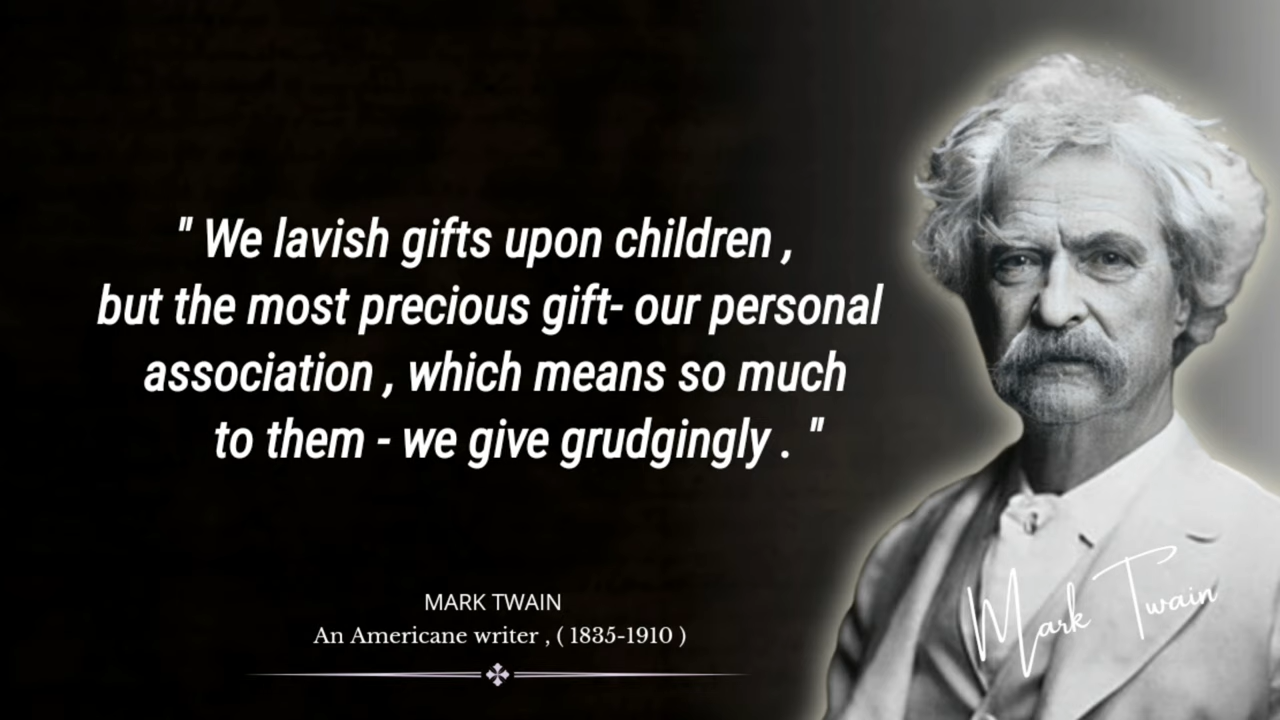 " We lavish gifts upon children ,
but the most precious gift- our personal
association , which means so much
to them - we give grudgingly . "
MARK TWAIN
An Americane writer , ( 1835-1910 )
Mark Twain